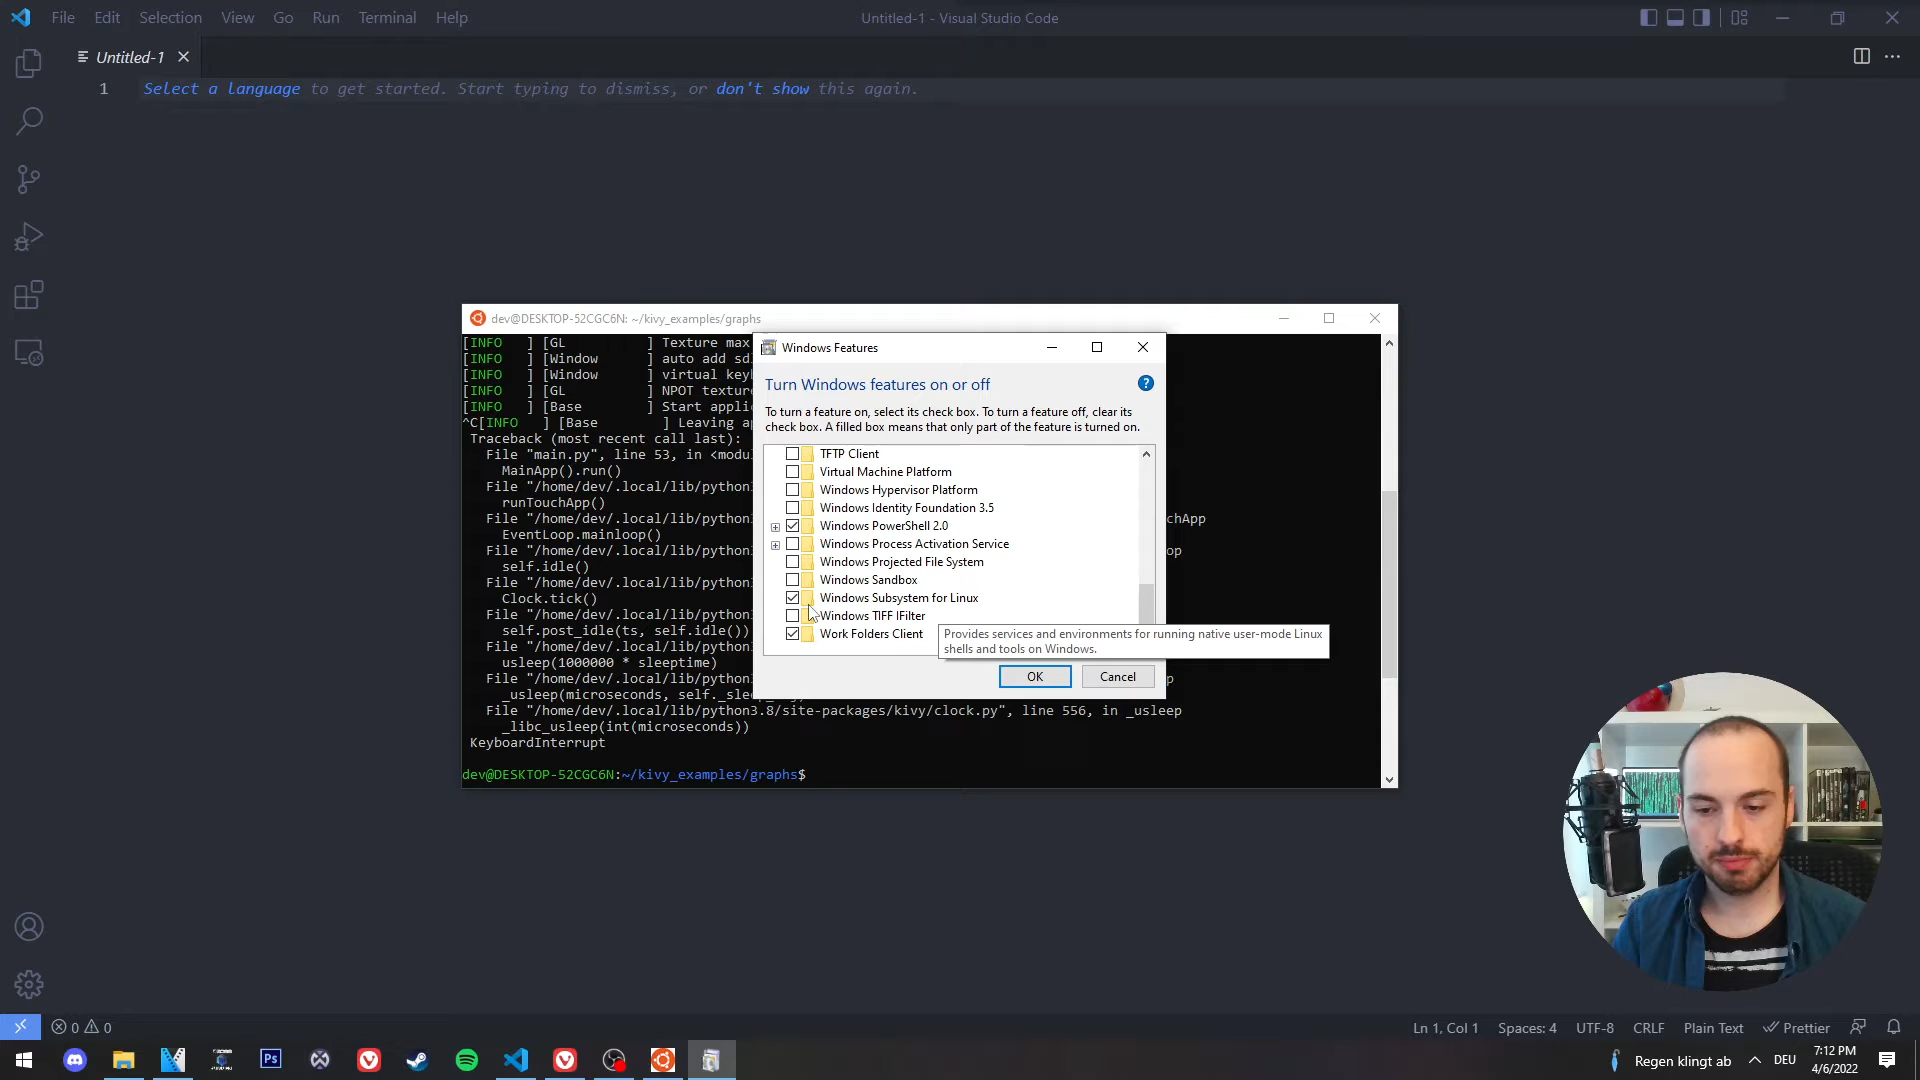 File Edit Selection View Go Run Terminal Help
Untitled-1 - Visual Studio Code
Untitled-1
1 Select a language to get started. Start typing to dismiss, or don't show this again.
dev@DESKTOP-52CGC6N: ~/kivy_examples/graphs
[INFO ] [GL ] Texture max
[INFO ] [Window ] auto add sd
[INFO ] [Window ] virtual key
[INFO ] [GL ] NPOT texture
[INFO ] [Base ] Start appli
^C[INFO ] [Base ] Leaving ap
Traceback (most recent call last):
File "main.py", line 53, in <modu
MainApp().run()
File "/home/dev/.local/lib/python
runTouchApp()
File "/home/dev/.local/lib/python
chApp
EventLoop.mainloop()
File "/home/dev/.local/lib/python
op
self.idle()
File "/home/dev/.local/lib/python
Clock.tick()
File "/home/dev/.local/lib/python
self.post_idle(ts, self.idle())
File "/home/dev/.local/lib/python
usleep(1000000 * sleeptime)
File "/home/dev/.local/lib/python
p
_usleep(microseconds, self._sleep_
File "/home/dev/.local/lib/python3.8/site-packages/kivy/clock.py", line 556, in _usleep
_libc_usleep(int(microseconds))
KeyboardInterrupt
dev@DESKTOP-52CGC6N:~/kivy_examples/graphs$
Windows Features
Turn Windows features on or off
To turn a feature on, select its check box. To turn a feature off, clear its
check box. A filled box means that only part of the feature is turned on.
TFTP Client
Virtual Machine Platform
Windows Hypervisor Platform
Windows Identity Foundation 3.5
Windows PowerShell 2.0
Windows Process Activation Service
Windows Projected File System
Windows Sandbox
Windows Subsystem for Linux
Windows TIFF IFilter
Work Folders Client
Provides services and environments for running native user-mode Linux
shells and tools on Windows.
OK Cancel
0 0
Ln 1, Col 1 Spaces: 4 UTF-8 CRLF Plain Text Prettier
Ps
Regen klingt ab
DEU
7:12 PM
4/6/2022